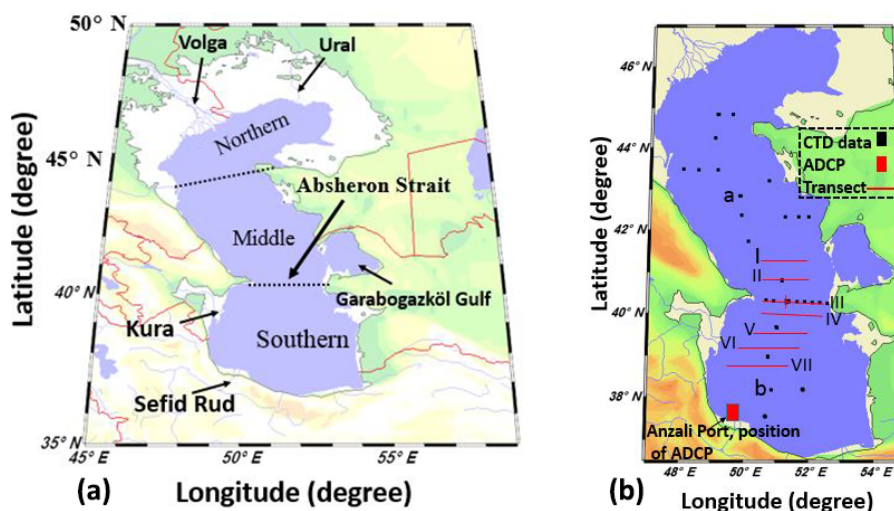 50° N
45° N
40° N
35° N
Latitude (degree)
Volga
Ural
Northern
Absheron Strait
Middle
Garabogazköl Gulf
Kura
Southern
Sefid Rud
45° E
50° E
55° E
(a)
Longitude (degree)
46° N
44° N
42° N
40° N
38° N
Latitude (degree)
CTD data
ADCP
Transect
a
I
II
III
IV
V
VI
VII
b
Anzali Port, position
of ADCP
48° E
50° E
52° E
54° E
(b)
Longitude (degree)